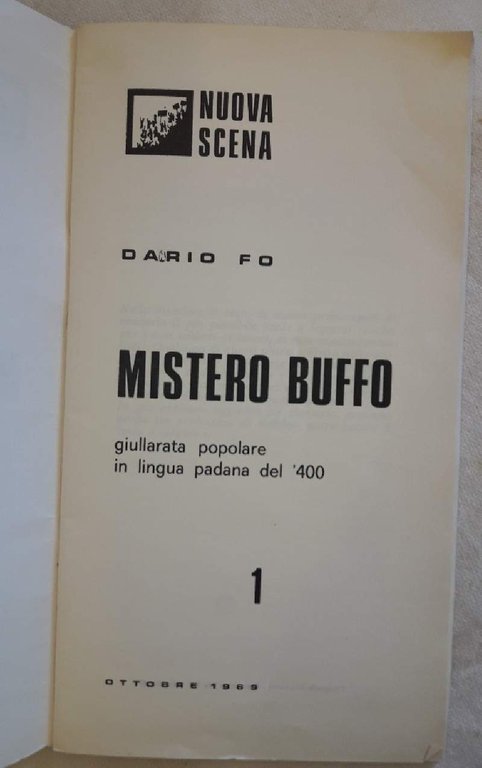 NUOVA
SCENA
DARIO FO
MISTERO BUFFO
giullarata popolare
in lingua padana del '400
1
OTTOBRE 1969